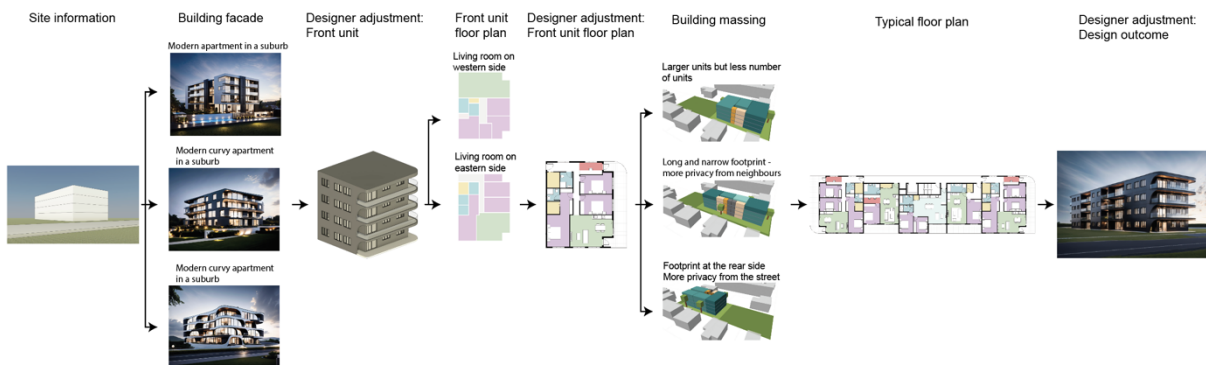 Site information
Building facade
Designer adjustment:
Front unit
Front unit
floor plan
Designer adjustment:
Front unit floor plan
Building massing
Typical floor plan
Designer adjustment:
Design outcome
Modern apartment in a suburb
Modern curvy apartment
in a suburb
Modern curvy apartment
in a suburb
Living room on
western side
Living room on
eastern side
Larger units but less number
of units
Long and narrow footprint -
more privacy from neighbours
Footprint at the rear side
More privacy from the street